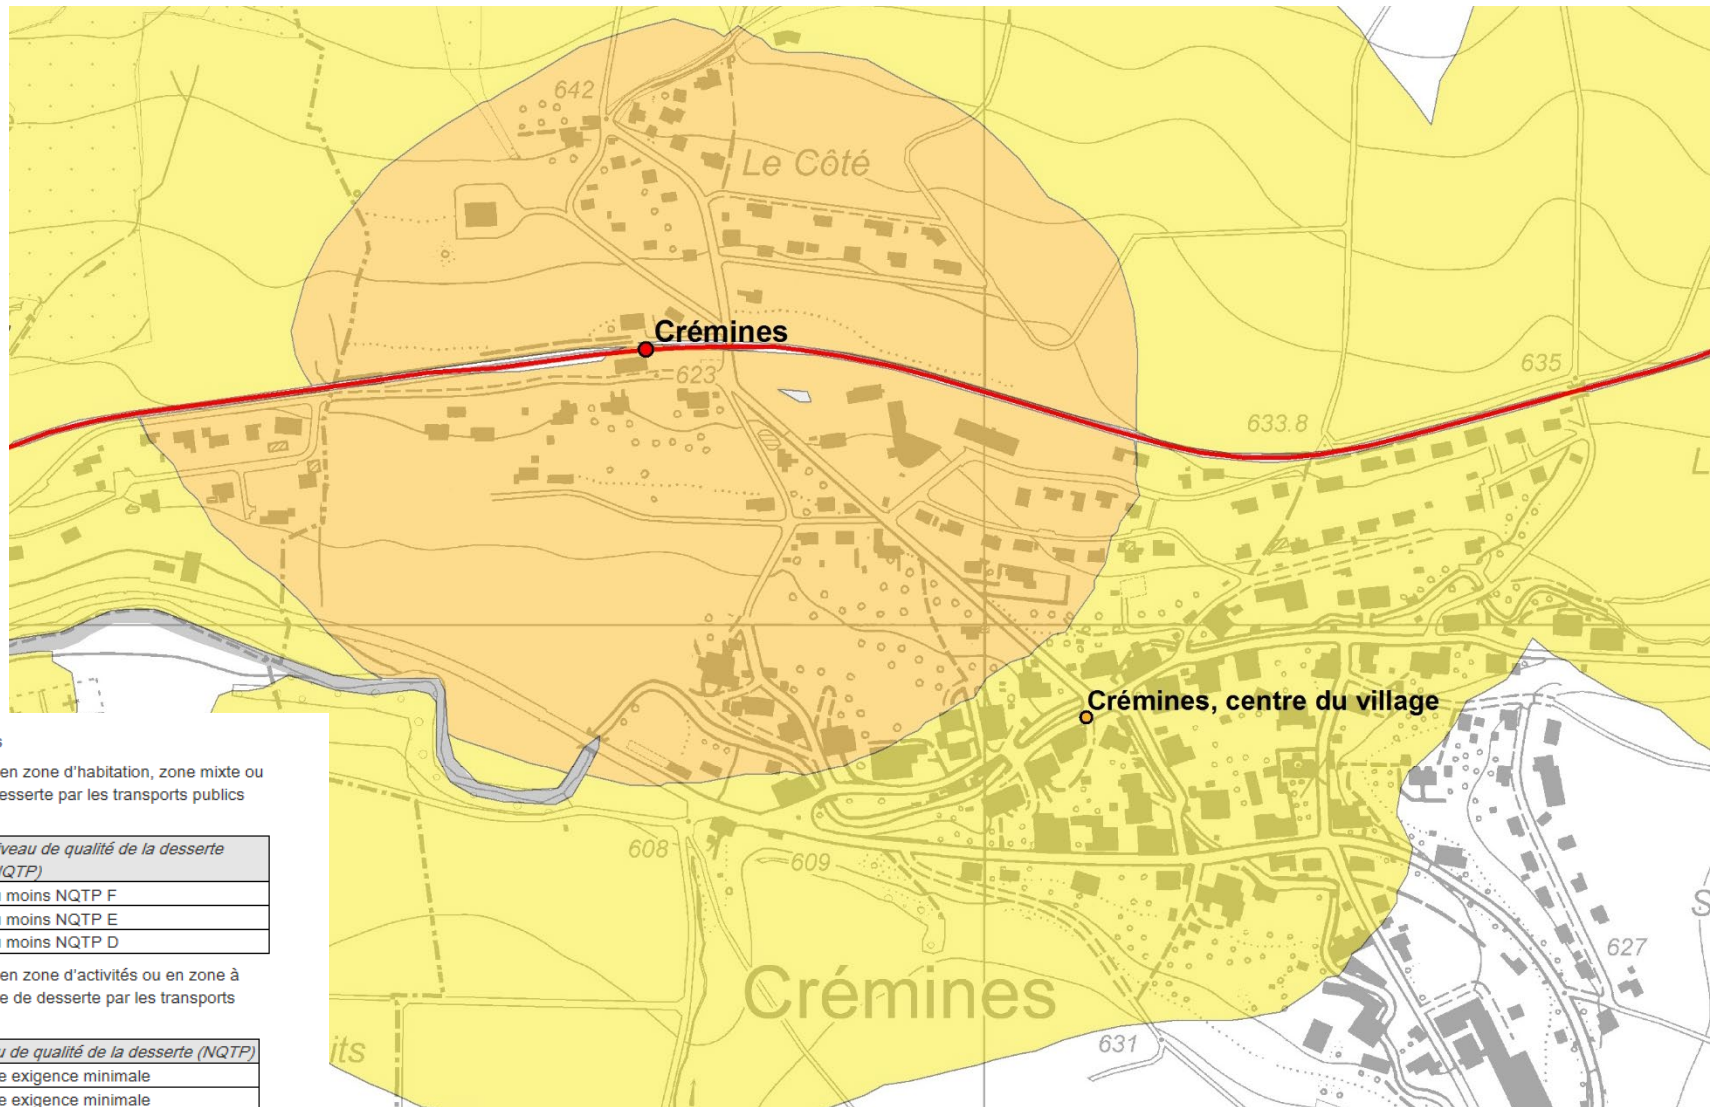 642
Le Côté
Crémines
623
635
633.8
L
Crémines, centre du village
608
609
S
627
Crémines
631
its
s
en zone d'habitation, zone mixte ou
esserte par les transports publics
veau de qualité de la desserte
IQTP)
moins NQTP F
moins NQTP E
moins NQTP D
en zone d'activités ou en zone à
e de desserte par les transports
u de qualité de la desserte (NQTP)
e exigence minimale
e exigence minimale